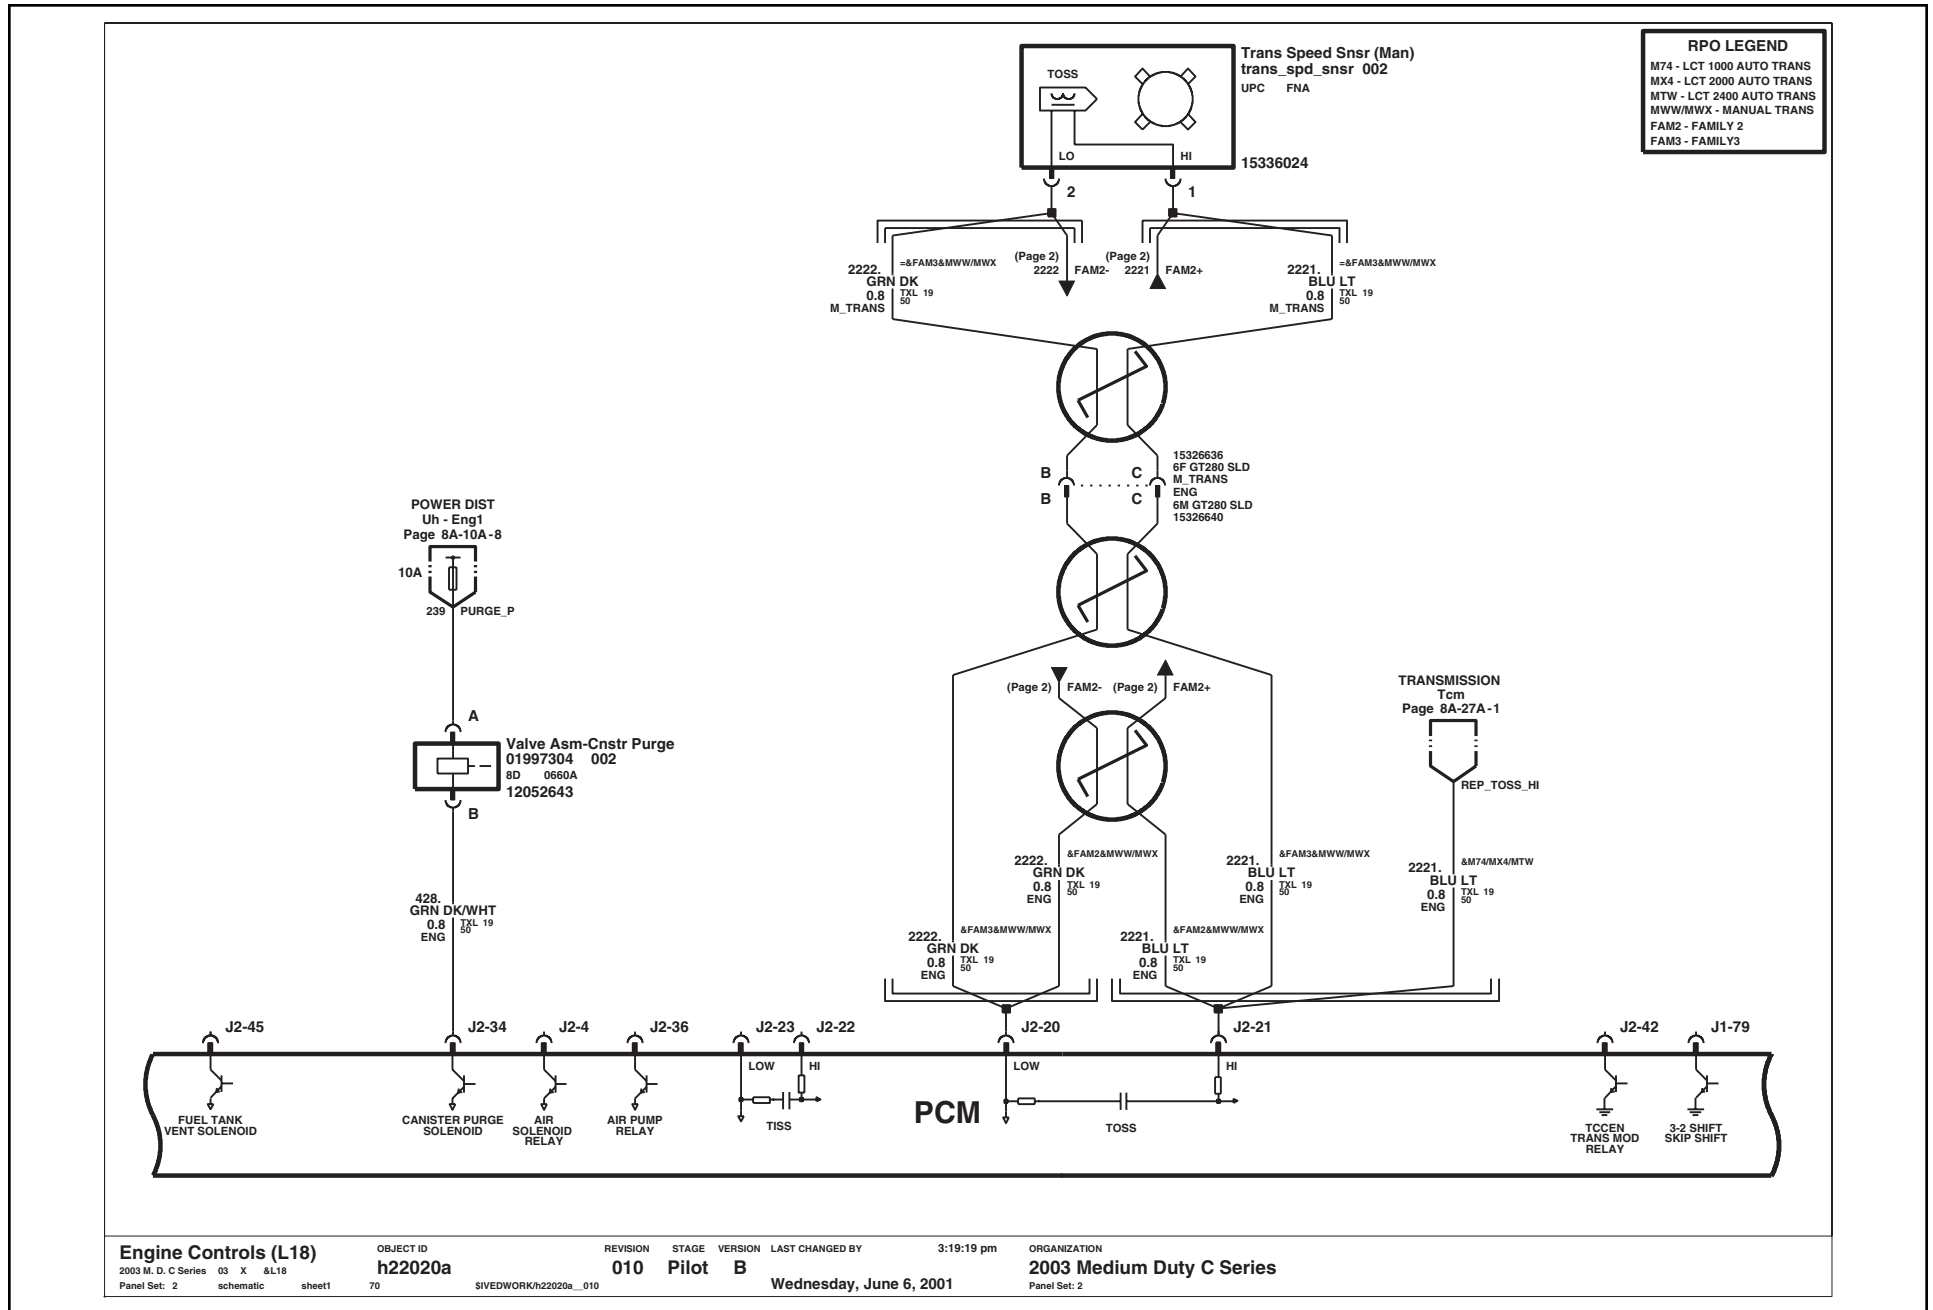 RPO LEGEND
M74 - LCT 1000 AUTO TRANS
MX4 - LCT 2000 AUTO TRANS
MTW - LCT 2400 AUTO TRANS
MWW/MWX - MANUAL TRANS
FAM2 - FAMILY 2
FAM3 - FAMILY3
Trans Speed Snsr (Man)
trans_spd_snsr 002
UPC FNA
TOSS
LO HI
15336024
2 1
(Page 2) (Page 2)
=&FAM3&MWW/MWX
2222.
GRN DK
0.8 TXL 19
50
M_TRANS
2222 FAM2-
2221 FAM2+
=&FAM3&MWW/MWX
2221.
BLU LT
0.8 TXL 19
50
M_TRANS
B C
B C
15326636
6F GT280 SLD
M_TRANS
ENG
6M GT280 SLD
15326640
POWER DIST
Uh - Eng1
Page 8A-10A-8
10A
239 PURGE_P
A
Valve Asm-Cnstr Purge
01997304 002
8D 0660A
12052643
B
428.
GRN DK/WHT
0.8 TXL 19
50
ENG
(Page 2) FAM2- (Page 2) FAM2+
TRANSMISSION
Tcm
Page 8A-27A-1
REP_TOSS_HI
&FAM2&MWW/MWX
2222.
GRN DK
0.8 TXL 19
50
ENG
&FAM3&MWW/MWX
2221.
BLU LT
0.8 TXL 19
50
ENG
&M74/MX4/MTW
2221.
BLU LT
0.8 TXL 19
50
ENG
&FAM3&MWW/MWX
2222.
GRN DK
0.8 TXL 19
50
ENG
&FAM2&MWW/MWX
2221.
BLU LT
0.8 TXL 19
50
ENG
J2-45 J2-34 J2-4 J2-36 J2-23 J2-22 J2-20 J2-21 J2-42 J1-79
LOW HI LOW HI
FUEL TANK
VENT SOLENOID
CANISTER PURGE
SOLENOID
AIR
SOLENOID
RELAY
AIR PUMP
RELAY
TISS
PCM
TOSS
TCCEN
TRANS MOD
RELAY
3-2 SHIFT
SKIP SHIFT
Engine Controls (L18)
2003 M. D. C Series 03 X &L18
Panel Set: 2 schematic sheet1 70 $IVEDWORK/h22020a__010
OBJECT ID
h22020a
REVISION STAGE VERSION LAST CHANGED BY 3:19:19 pm
010 Pilot B
Wednesday, June 6, 2001
ORGANIZATION
2003 Medium Duty C Series
Panel Set: 2